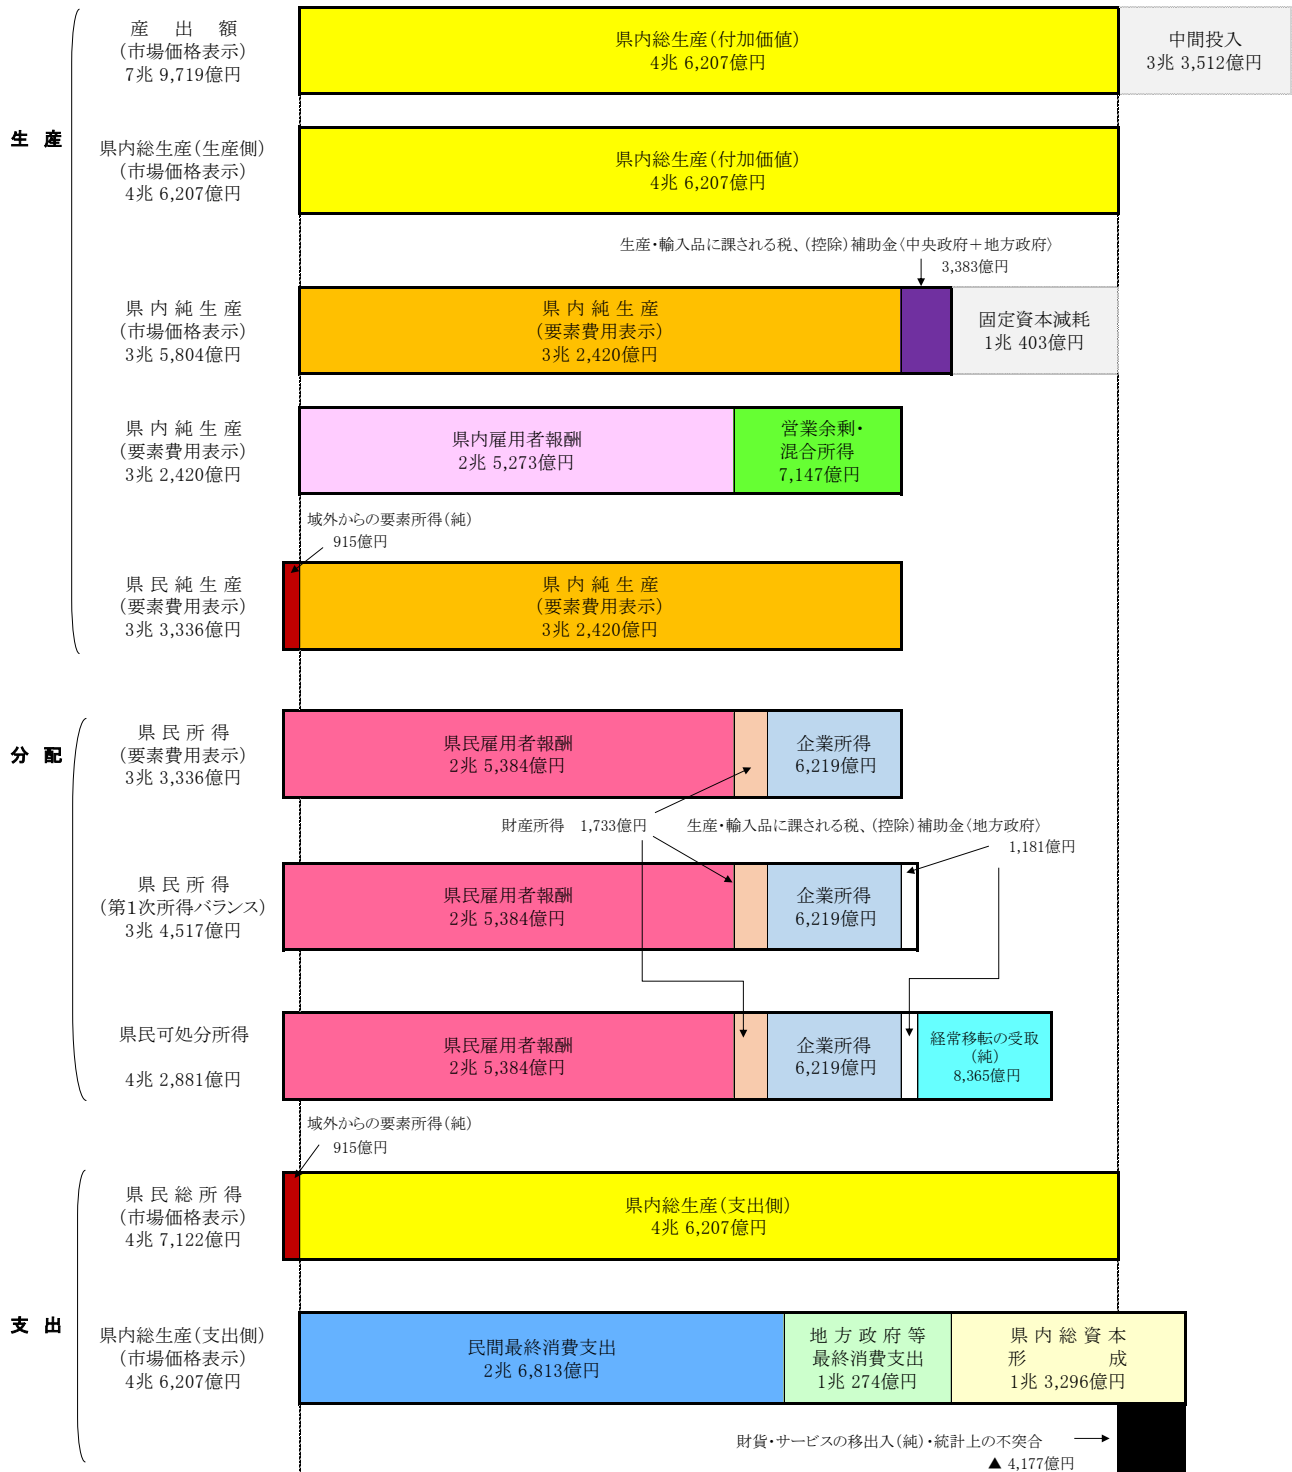 生 産
産 出 額
(市場価格表示)
7兆 9,719億円
県内総生産(付加価値)
4兆 6,207億円
中間投入
3兆 3,512億円
県内総生産(生産側)
(市場価格表示)
4兆 6,207億円
県内総生産(付加価値)
4兆 6,207億円
生産・輸入品に課される税、(控除)補助金〈中央政府+地方政府〉
3,383億円
県 内 純 生 産
(市場価格表示)
3兆 5,804億円
県 内 純 生 産
(要素費用表示)
3兆 2,420億円
固定資本減耗
1兆 403億円
県 内 純 生 産
(要素費用表示)
3兆 2,420億円
県内雇用者報酬
2兆 5,273億円
営業余剰・
混合所得
7,147億円
域外からの要素所得(純)
915億円
県 民 純 生 産
(要素費用表示)
3兆 3,336億円
県 内 純 生 産
(要素費用表示)
3兆 2,420億円
分 配
県 民 所 得
(要素費用表示)
3兆 3,336億円
県民雇用者報酬
2兆 5,384億円
企業所得
6,219億円
財産所得 1,733億円
生産・輸入品に課される税、(控除)補助金〈地方政府〉
1,181億円
県 民 所 得
(第1次所得バランス)
3兆 4,517億円
県民雇用者報酬
2兆 5,384億円
企業所得
6,219億円
県民可処分所得
4兆 2,881億円
県民雇用者報酬
2兆 5,384億円
企業所得
6,219億円
経常移転の受取
(純)
8,365億円
域外からの要素所得(純)
915億円
支 出
県 民 総 所 得
(市場価格表示)
4兆 7,122億円
県内総生産(支出側)
4兆 6,207億円
県内総生産(支出側)
(市場価格表示)
4兆 6,207億円
民間最終消費支出
2兆 6,813億円
地 方 政 府 等
最終消費支出
1兆 274億円
県 内 総 資 本
形 成
1兆 3,296億円
財貨・サービスの移出入(純)・統計上の不突合
▲ 4,177億円